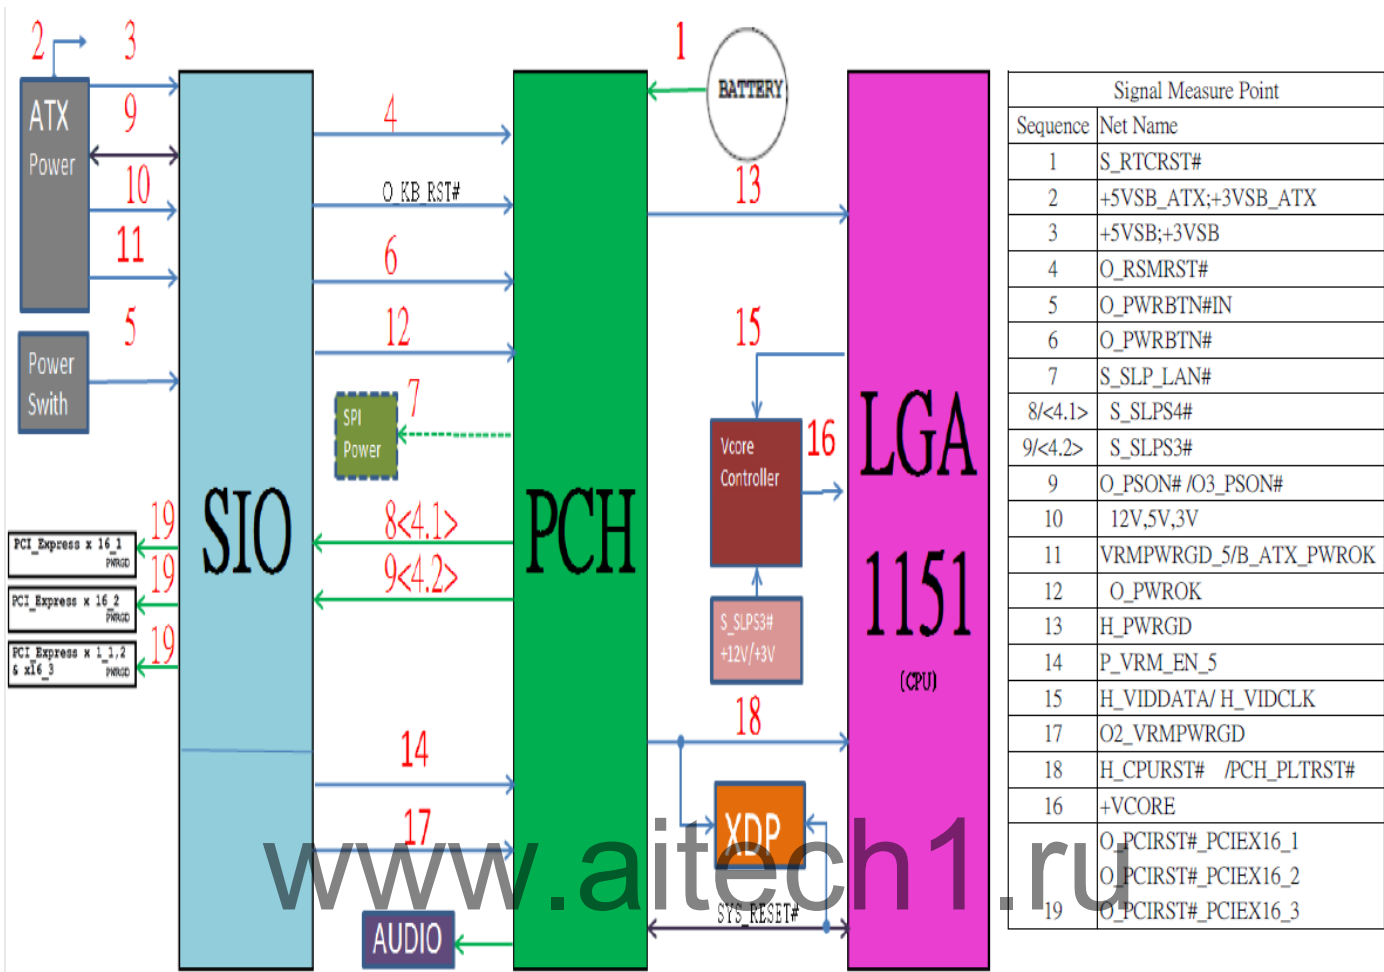 2
3
ATX
Power
9
10
11
5
Power
Swith
19
PCI_Express x 16_1
PWRGD
19
PCI_Express x 16_2
PWRGD
19
PCI_Express x 1_1,2
& x16_3
PWRGD
SIO
4
O_KB_RST#
6
12
SPI
Power
7
8<4.1>
9<4.2>
14
17
AUDIO
PCH
1
BATTERY
13
15
Vcore
Controller
16
S_SLPS3#
+12V/+3V
18
XDP
SYS_RESET#
LGA
1151
(CPU)
Signal Measure Point
Sequence Net Name
1 S_RTCRST#
2 +5VSB_ATX;+3VSB_ATX
3 +5VSB;+3VSB
4 O_RSMRST#
5 O_PWRBTN#IN
6 O_PWRBTN#
7 S_SLP_LAN#
8/<4.1> S_SLPS4#
9/<4.2> S_SLPS3#
9 O_PSON# /O3_PSON#
10 12V,5V,3V
11 VRMPWRGD_5/B_ATX_PWROK
12 O_PWROK
13 H_PWRGD
14 P_VRM_EN_5
15 H_VIDDATA/ H_VIDCLK
17 O2_VRMPWRGD
18 H_CPURST# /PCH_PLTRST#
16 +VCORE
O_PCIRST#_PCIEX16_1
O_PCIRST#_PCIEX16_2
19 O_PCIRST#_PCIEX16_3
www.aitech1.ru